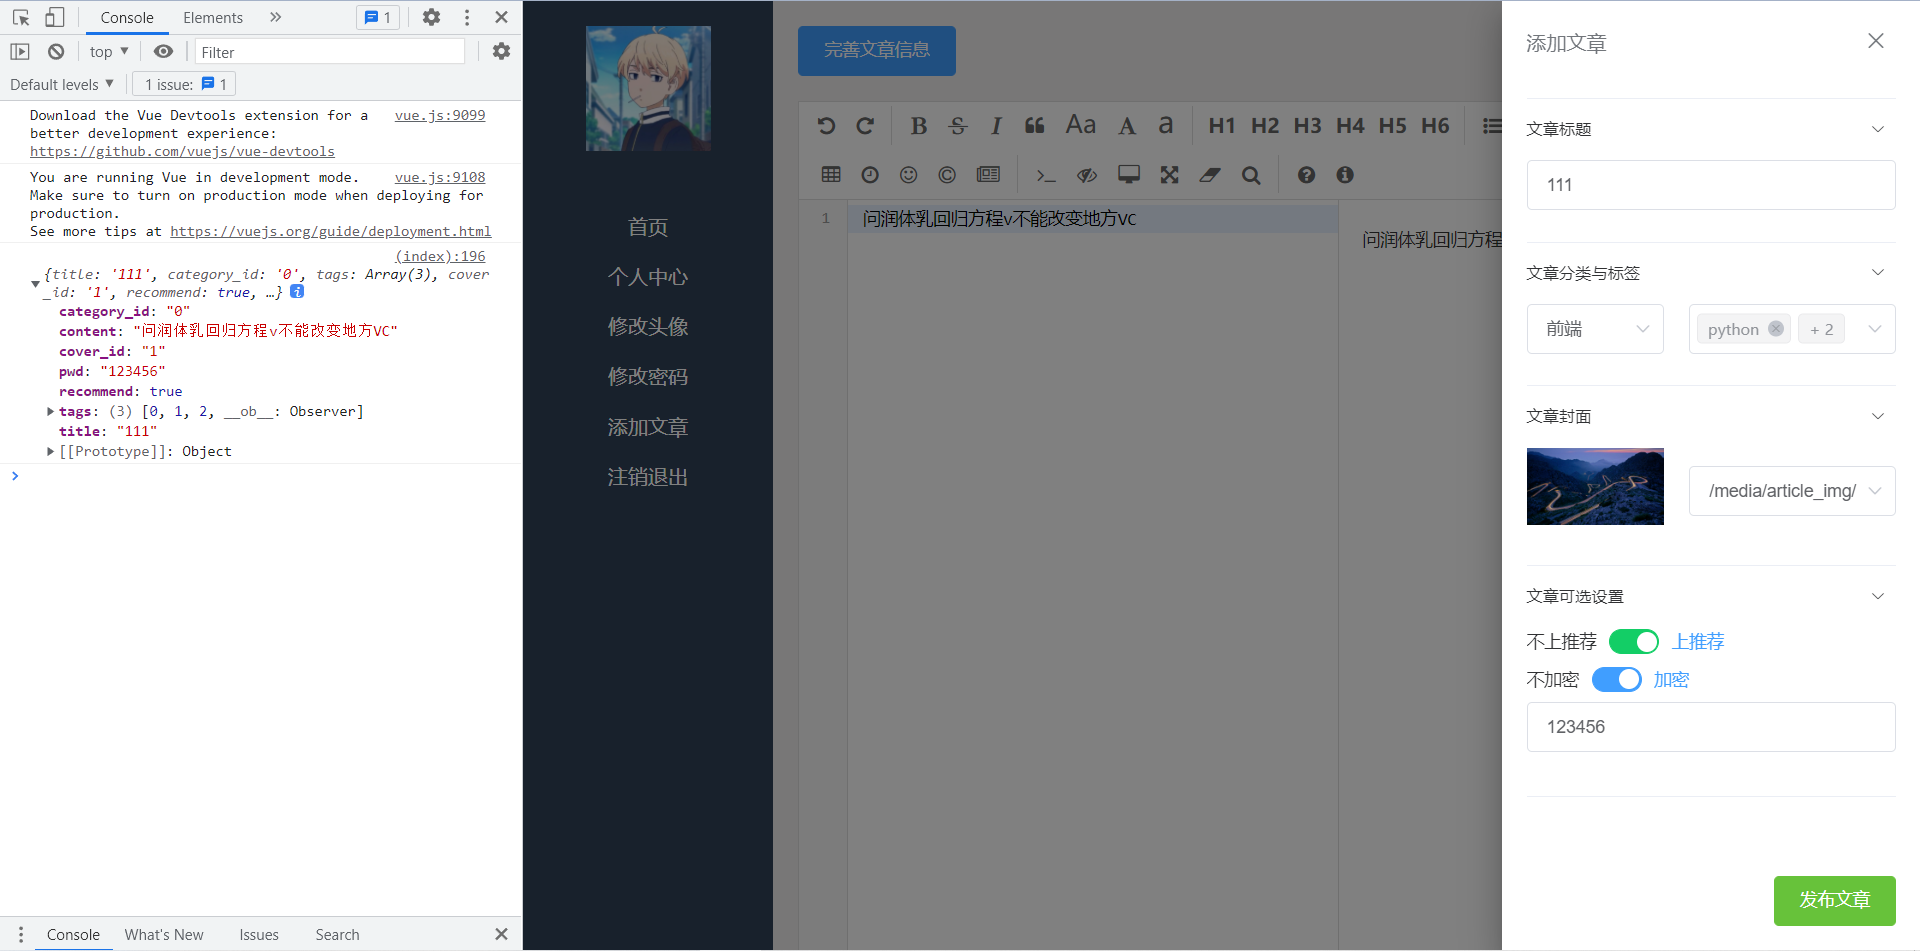 Console
Elements
1
top
Filter
Default levels
1 issue:
1
Download the Vue Devtools extension for a
vue.js:9099
better development experience:
https://github.com/vuejs/vue-devtools
You are running Vue in development mode.
vue.js:9108
Make sure to turn on production mode when deploying for
production.
See more tips at https://vuejs.org/guide/deployment.html
(index):196
{title: '111', category_id: '0', tags: Array(3), cover
_id: '1', recommend: true, …}
category_id: "0"
content: "问润体乳回归方程v不能改变地方VC"
cover_id: "1"
pwd: "123456"
recommend: true
tags: (3) [0, 1, 2, __ob__: Observer]
title: "111"
[[Prototype]]: Object
Console
What's New
Issues
Search
首页
个人中心
修改头像
修改密码
添加文章
注销退出
完善文章信息
B S I Aa A a H1 H2 H3 H4 H5 H6
1
问润体乳回归方程v不能改变地方VC
问润体乳回归方程
添加文章
文章标题
111
文章分类与标签
前端
python
+ 2
文章封面
/media/article_img/
文章可选设置
不上推荐
上推荐
不加密
加密
123456
发布文章